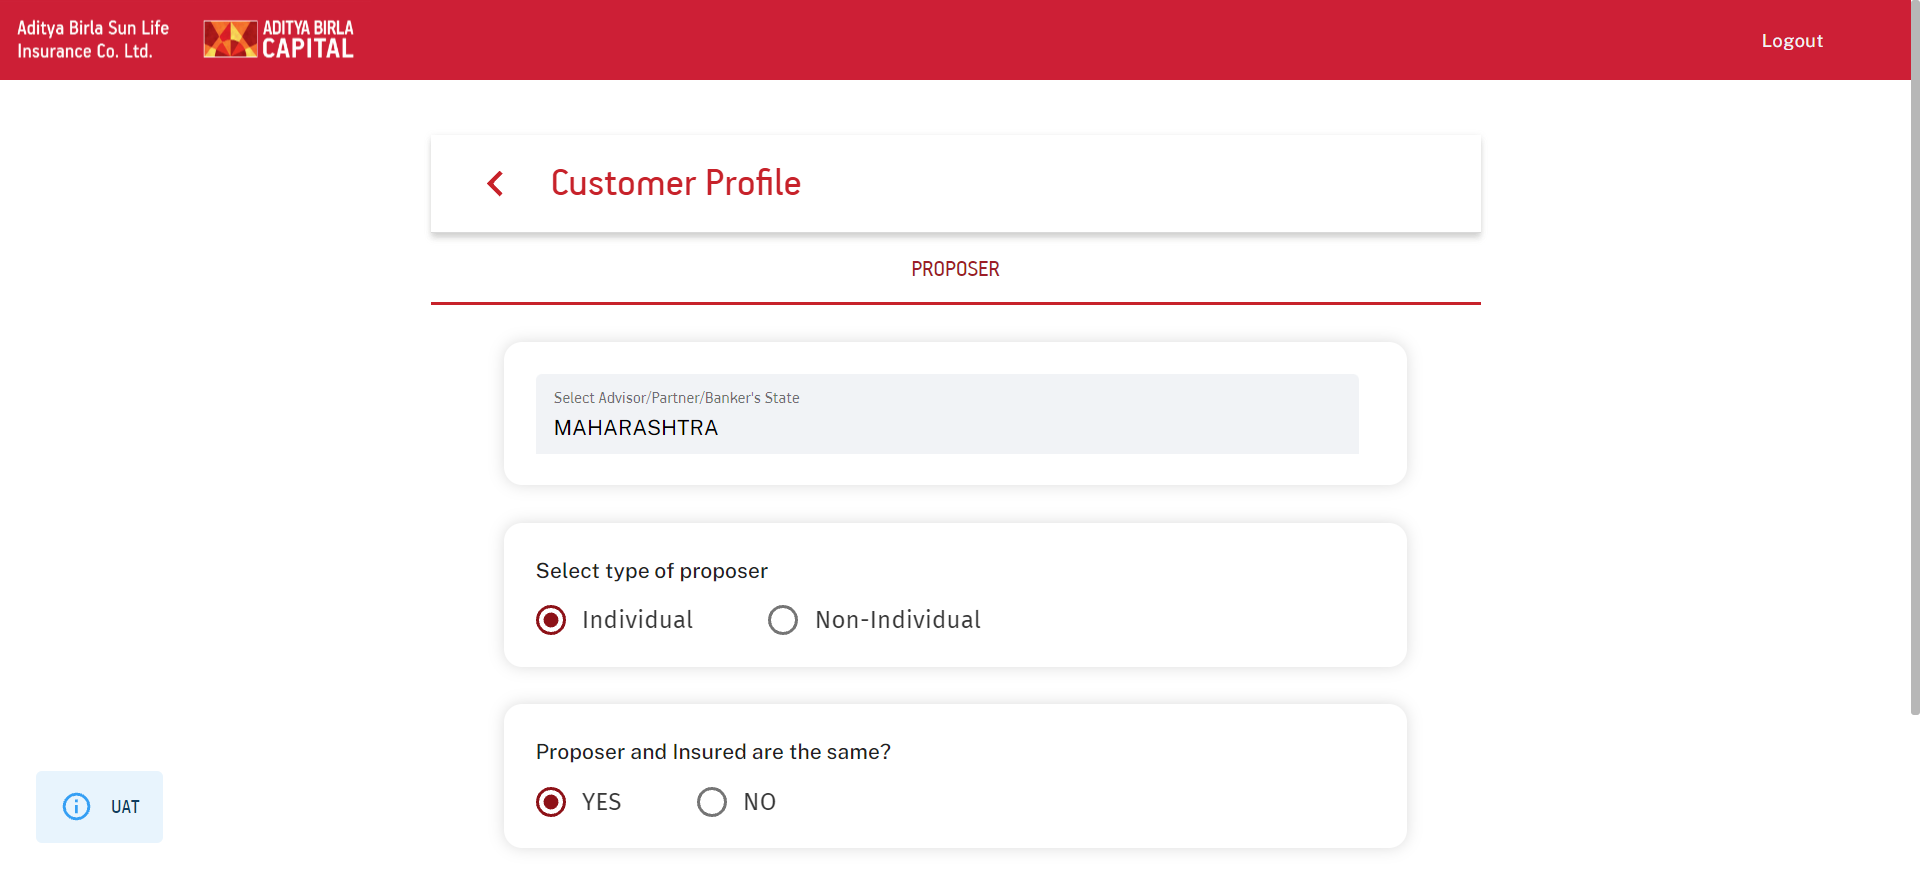 Aditya Birla Sun Life
Insurance Co. Ltd.
ADITYA BIRLA
CAPITAL
Logout
Customer Profile
PROPOSER
Select Advisor/Partner/Banker's State
MAHARASHTRA
Select type of proposer
Individual
Non-Individual
Proposer and Insured are the same?
YES
NO
UAT